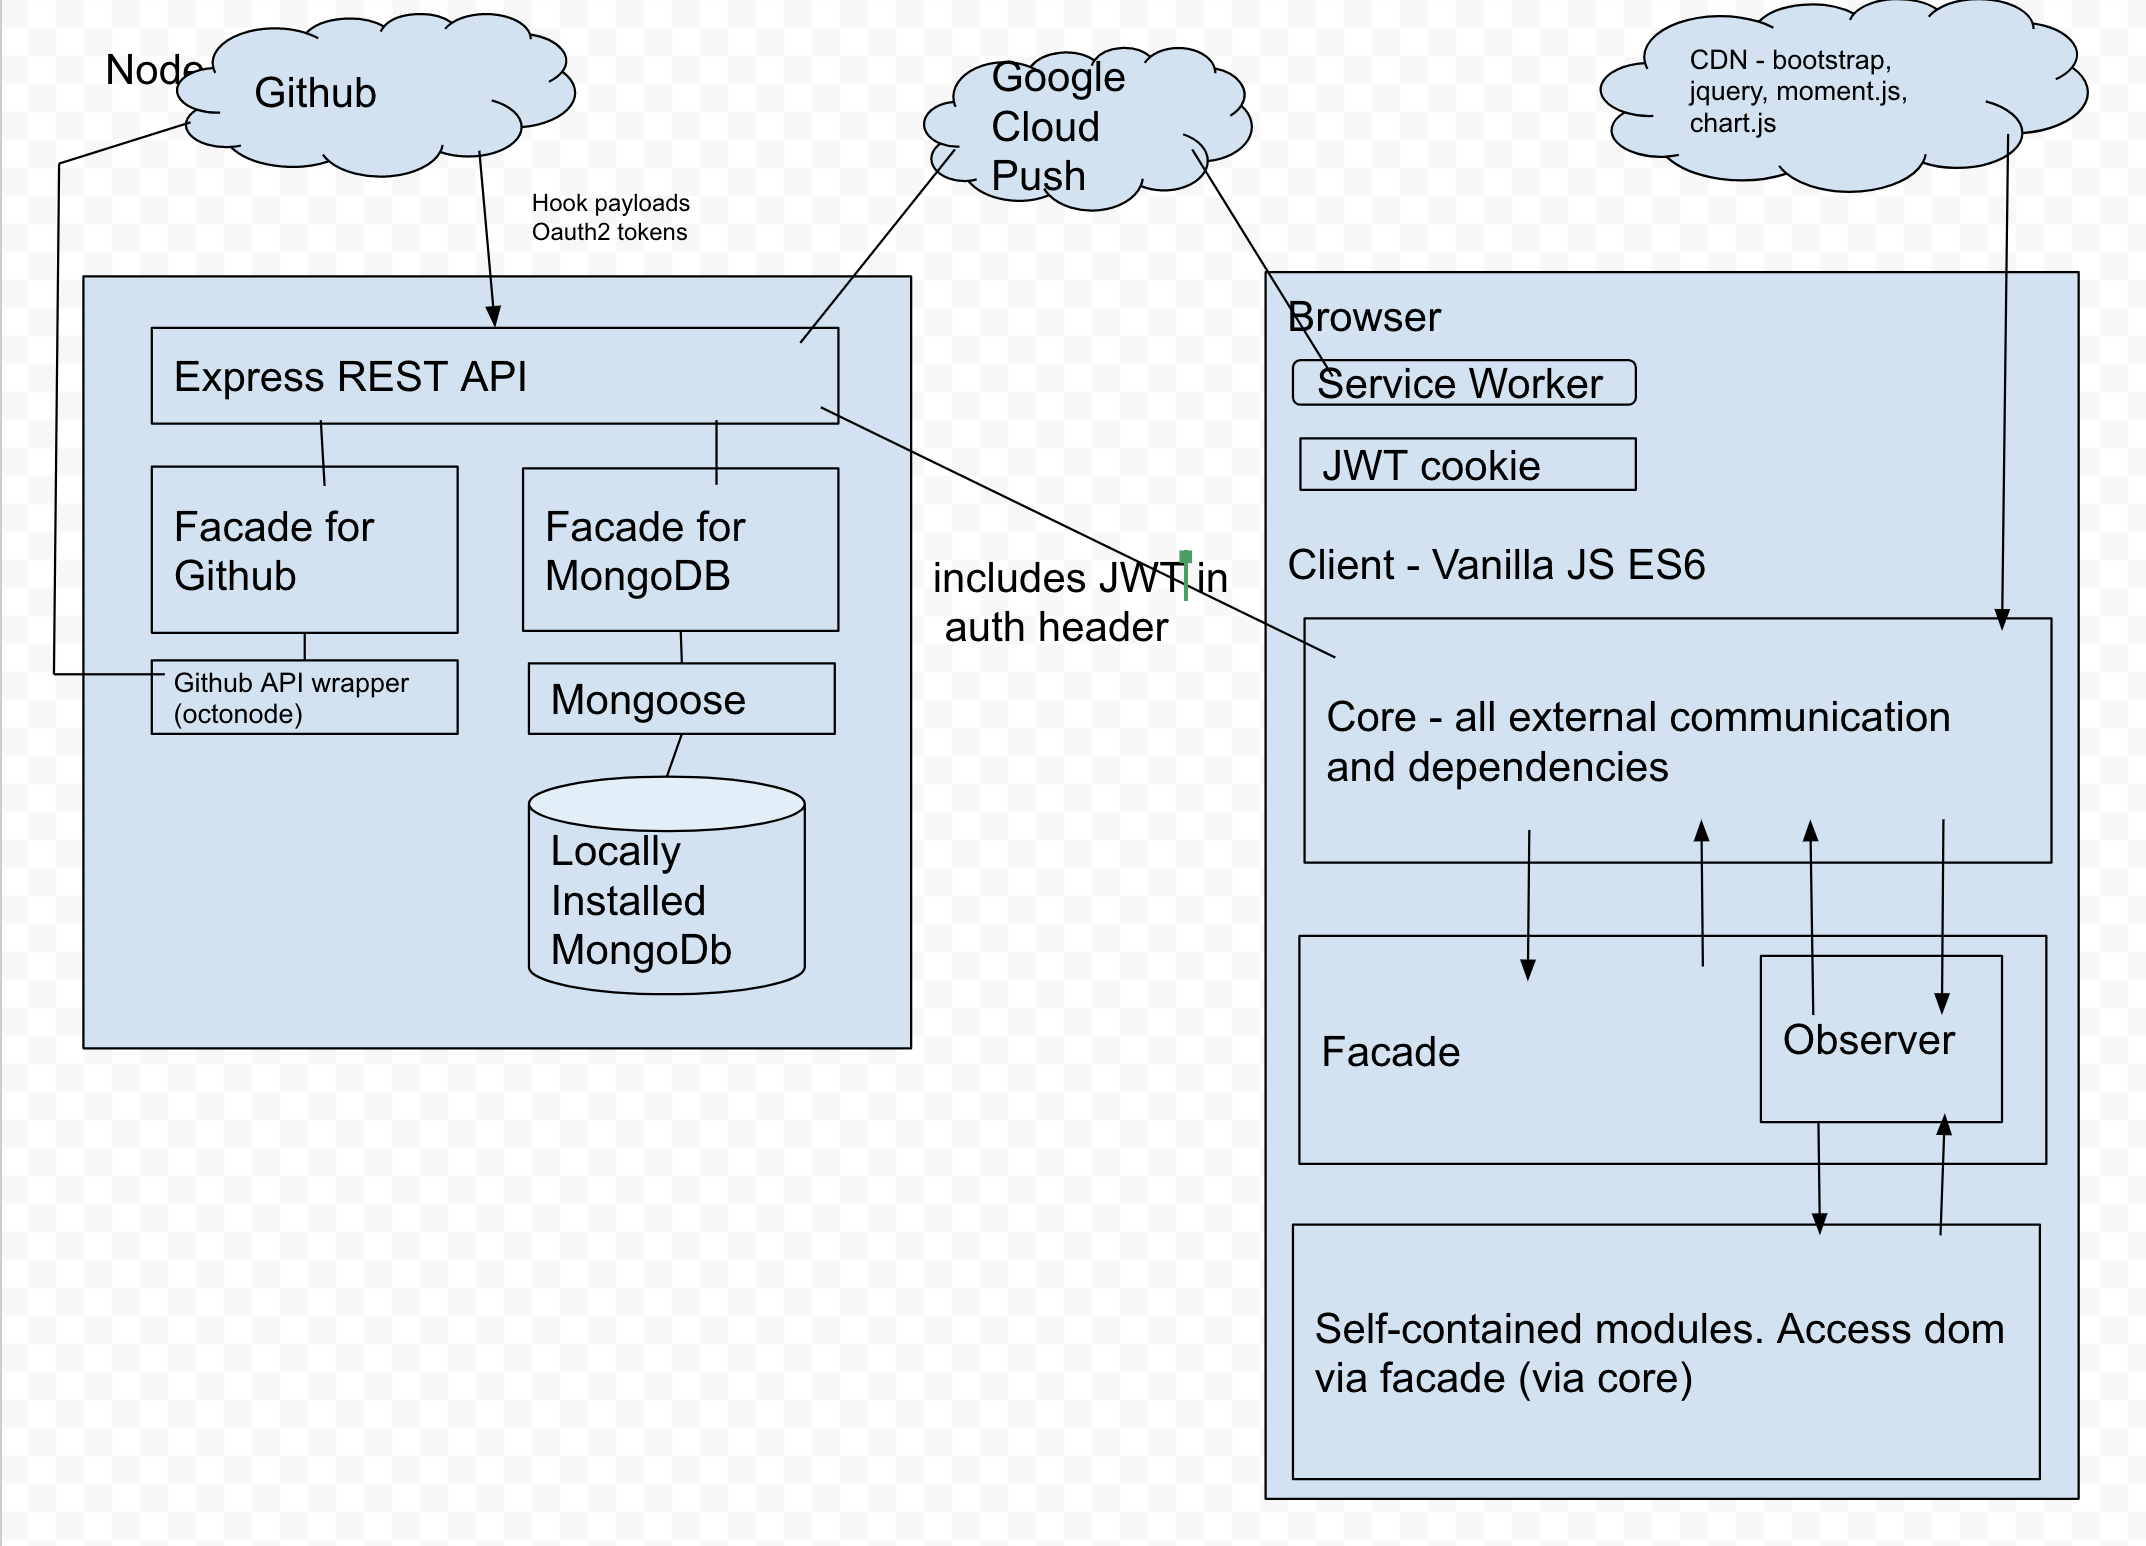 Node
Github
Google
Cloud
Push
CDN - bootstrap,
jquery, moment.js,
chart.js
Hook payloads
Oauth2 tokens
Express REST API
Facade for
Github
Facade for
MongoDB
Github API wrapper
(octonode)
Mongoose
Locally
Installed
MongoDb
includes JWT in
auth header
Browser
Service Worker
JWT cookie
Client - Vanilla JS ES6
Core - all external communication
and dependencies
Facade
Observer
Self-contained modules. Access dom
via facade (via core)